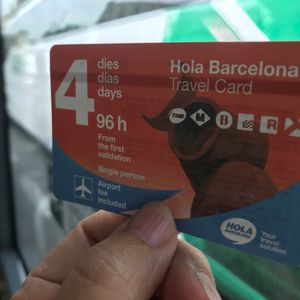 4
dies
días
days
96 h
From
the first
validation
Single person
Airport
fee
included
Hola Barcelona
Travel Card
TMB
M
B
R
HOLA
BARCELONA
Your
travel
solution